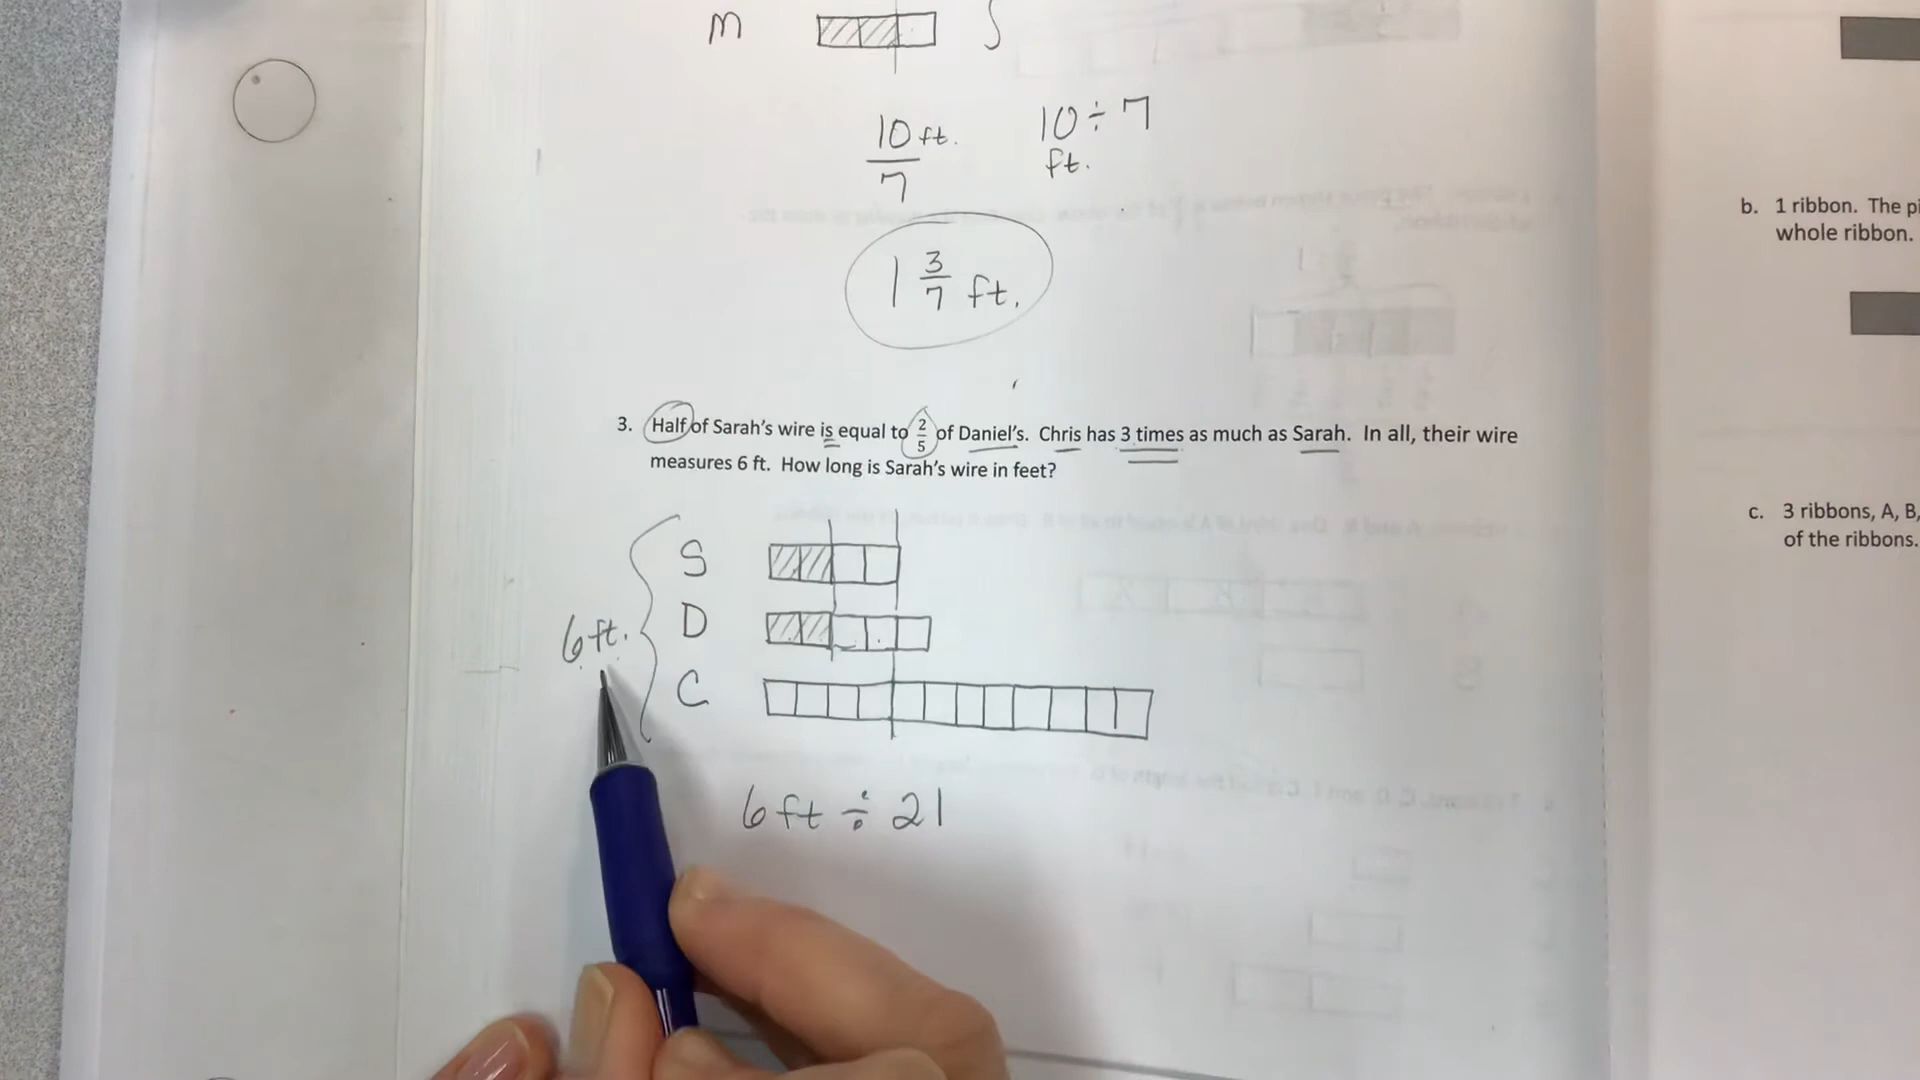 m
10 ft.
7
10 ÷ 7
ft.
1 3/7 ft.
3. Half of Sarah's wire is equal to 2/5 of Daniel's. Chris has 3 times as much as Sarah. In all, their wire
measures 6 ft. How long is Sarah's wire in feet?
S
D
6 ft.
C
6 ft ÷ 21
b. 1 ribbon. The
whole ribbon.
c. 3 ribbons, A, B,
of the ribbons.